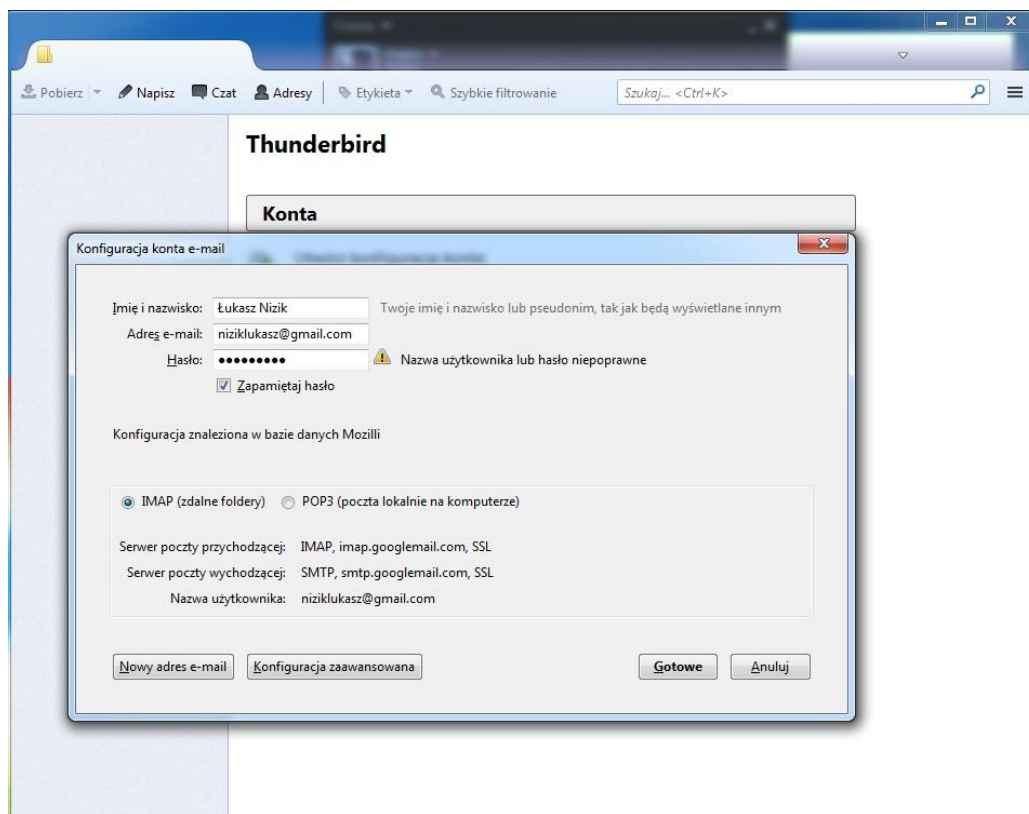 Pobierz Napisz Czat Adresy Etykieta Szybkie filtrowanie Szukaj... <Ctrl+K>
Thunderbird
Konta
Konfiguracja konta e-mail
Imię i nazwisko: Łukasz Nizik Twoje imię i nazwisko lub pseudonim, tak jak będą wyświetlane innym
Adres e-mail: niziklukasz@gmail.com
Hasło: ••••••••• Nazwa użytkownika lub hasło niepoprawne
Zapamiętaj hasło
Konfiguracja znaleziona w bazie danych Mozilli
IMAP (zdalne foldery) POP3 (poczta lokalnie na komputerze)
Serwer poczty przychodzącej: IMAP, imap.googlemail.com, SSL
Serwer poczty wychodzącej: SMTP, smtp.googlemail.com, SSL
Nazwa użytkownika: niziklukasz@gmail.com
Nowy adres e-mail Konfiguracja zaawansowana Gotowe Anuluj